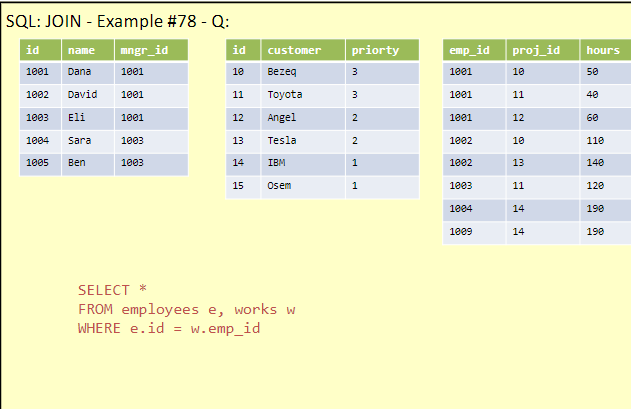 SQL: JOIN - Example #78 - Q:
id name mngr_id
1001 Dana 1001
1002 David 1001
1003 Eli 1001
1004 Sara 1003
1005 Ben 1003
id customer priorty
10 Bezeq 3
11 Toyota 3
12 Angel 2
13 Tesla 2
14 IBM 1
15 Osem 1
emp_id proj_id hours
1001 10 50
1001 11 40
1001 12 60
1002 10 110
1002 13 140
1003 11 120
1004 14 190
1009 14 190
SELECT *
FROM employees e, works w
WHERE e.id = w.emp_id